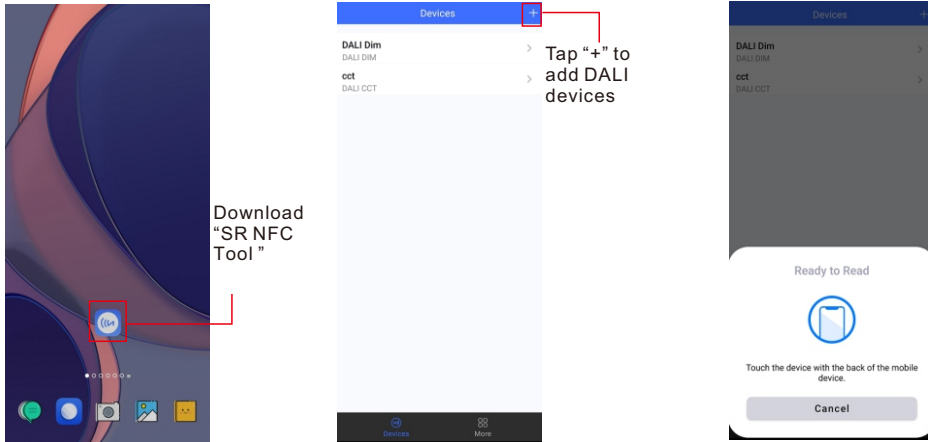 Download
“SR NFC
Tool ”
Devices +
DALI Dim
DALI DIM
cct
DALI CCT
Devices More
Tap “+” to
add DALI
devices
Devices +
DALI Dim
DALI DIM
cct
DALI CCT
Ready to Read
Touch the device with the back of the mobile
device.
Cancel